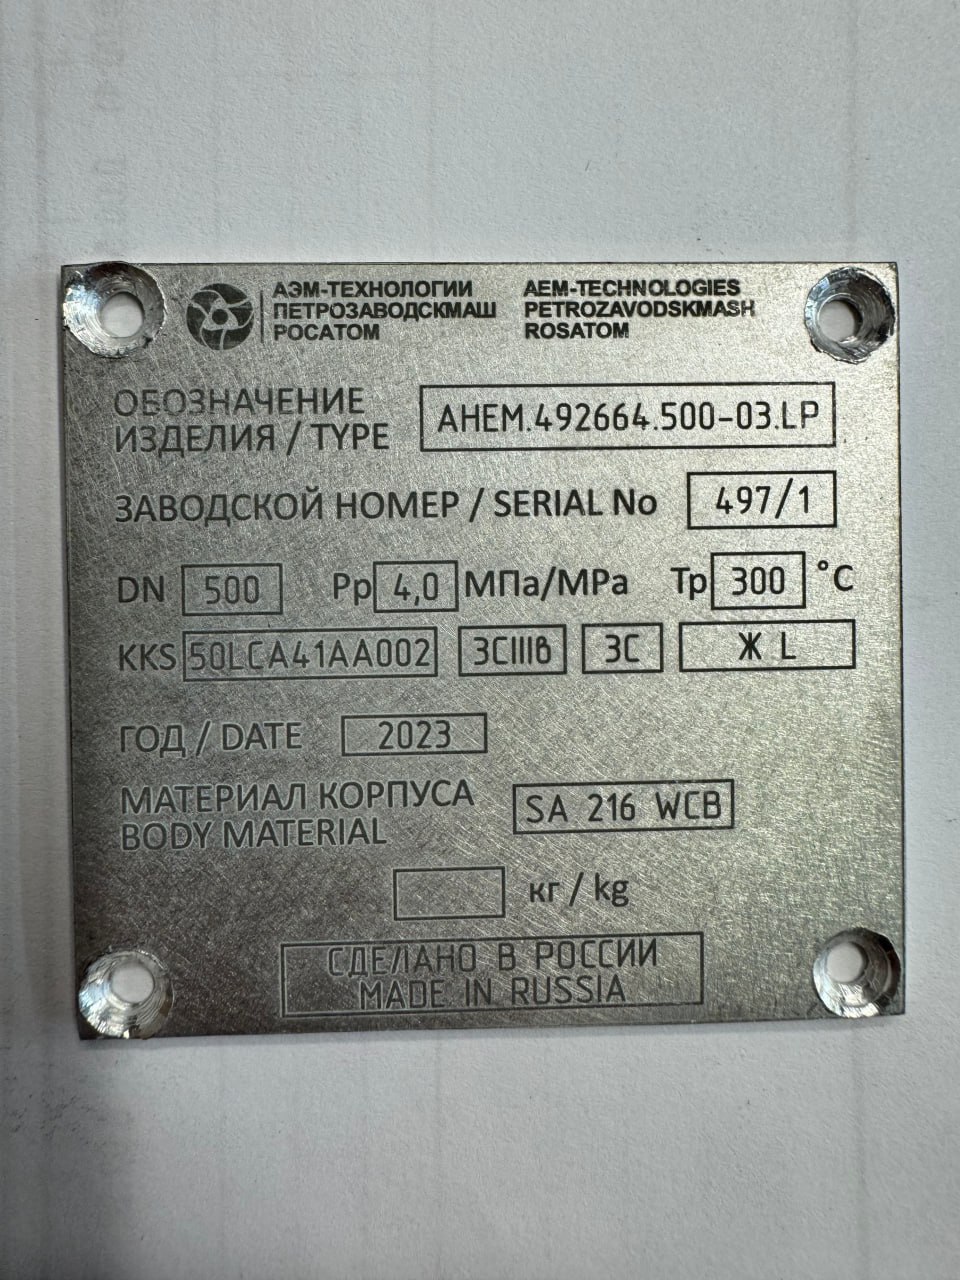 АЭМ-ТЕХНОЛОГИИ
ПЕТРОЗАВОДСКМАШ
РОСАТОМ
AEM-TECHNOLOGIES
PETROZAVODSKMASH
ROSATOM
ОБОЗНАЧЕНИЕ
ИЗДЕЛИЯ / TYPE АНЕМ.492664.500-03.LP
ЗАВОДСКОЙ НОМЕР / SERIAL No 497/1
DN 500 Pp 4,0 МПа/MPa Tp 300 °C
KKS 50LCA41AA002 3СIIIв 3С Ж L
ГОД / DATE 2023
МАТЕРИАЛ КОРПУСА
BODY MATERIAL SA 216 WCB
кг / kg
СДЕЛАНО В РОССИИ
MADE IN RUSSIA